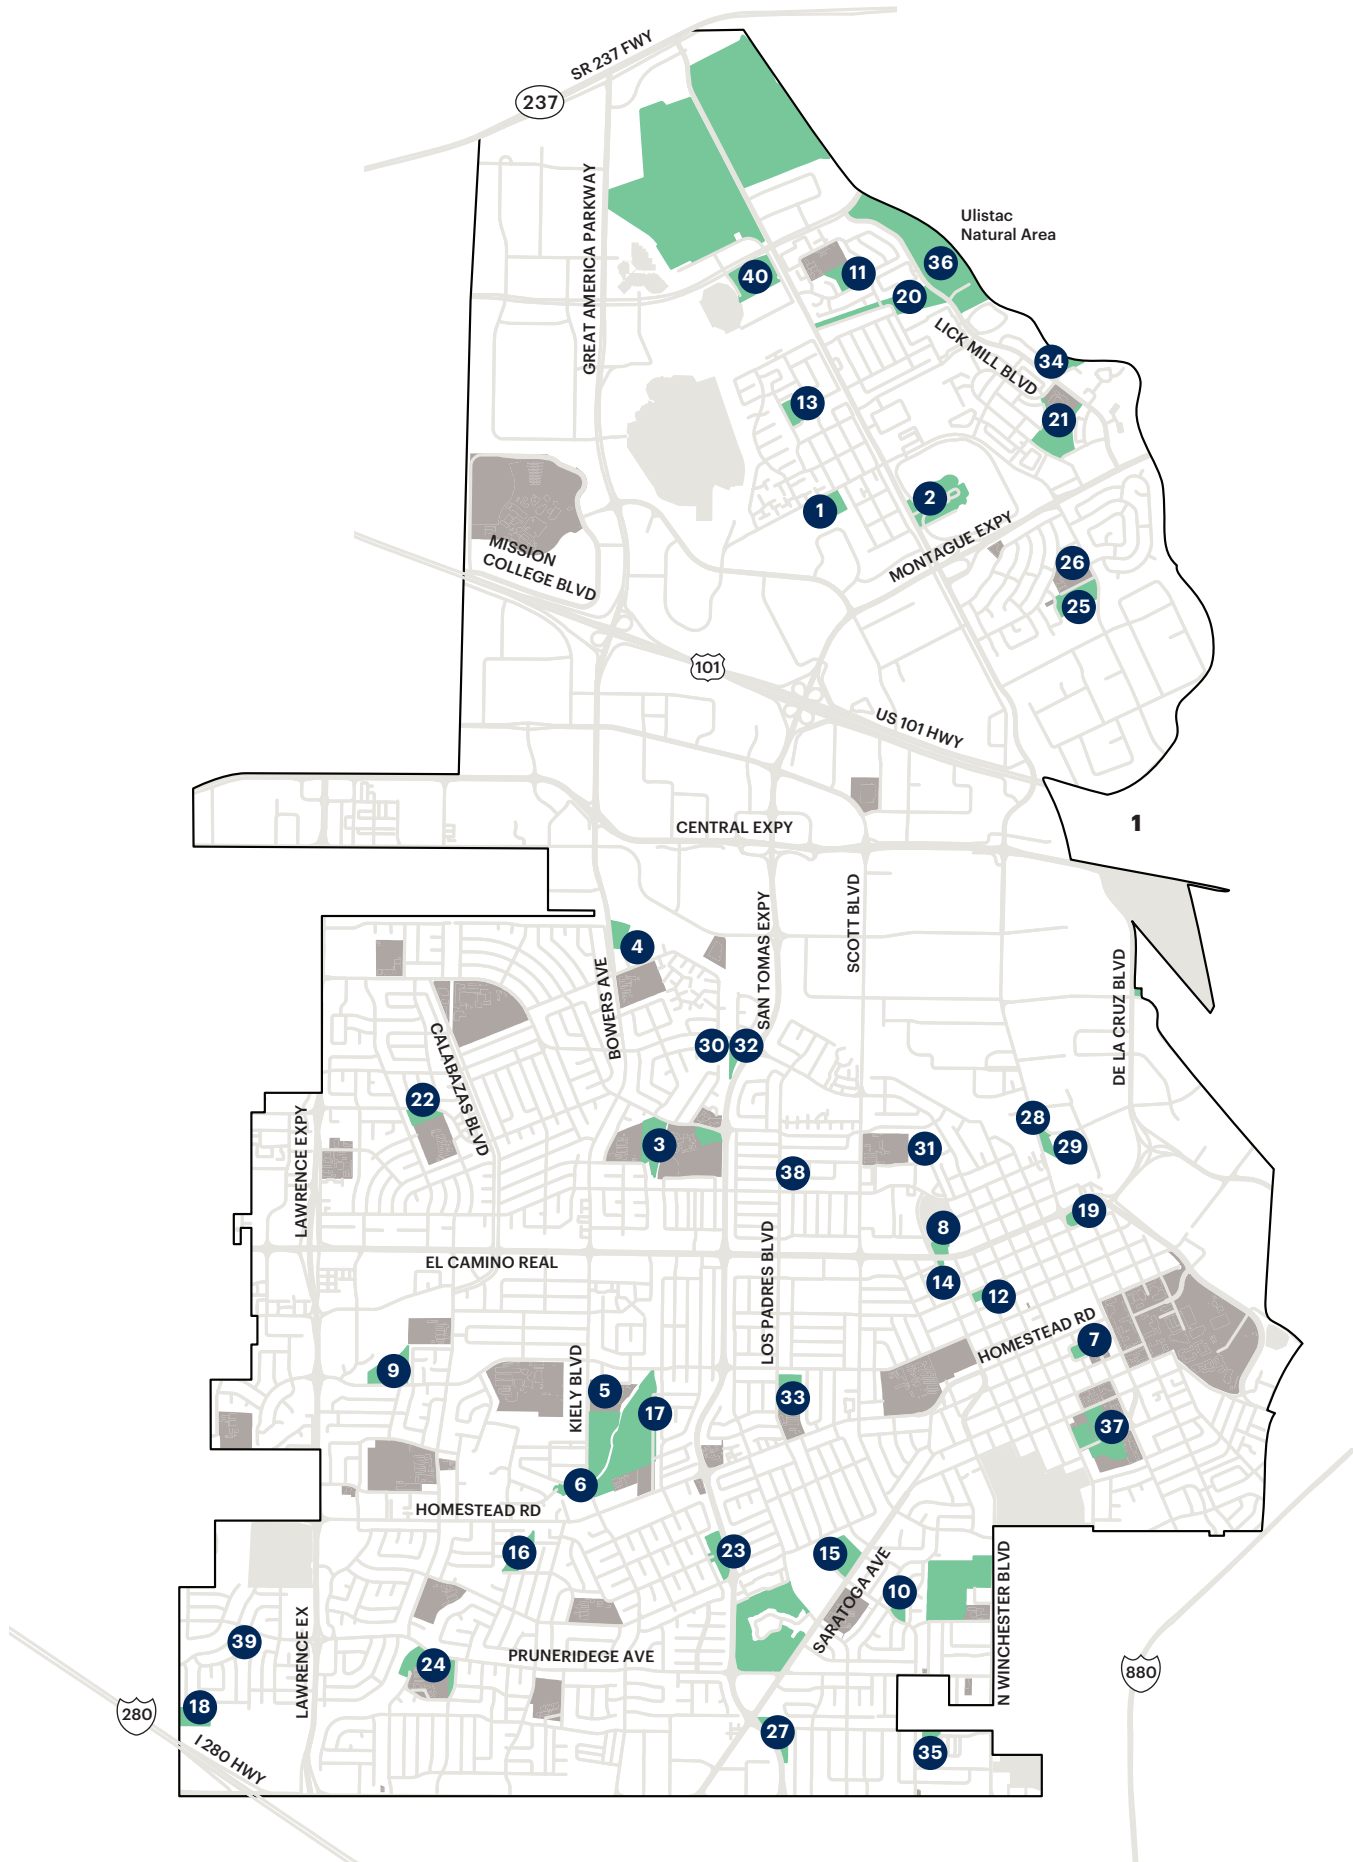 SR 237 FWY
237
GREAT AMERICA PARKWAY
Ulistac
Natural Area
36
40
11
20
LICK MILL BLVD
34
13
21
1
2
MONTAGUE EXPY
MISSION
COLLEGE BLVD
26
25
101
US 101 HWY
CENTRAL EXPY
1
4
BOWERS AVE
SAN TOMAS EXPY
SCOTT BLVD
DE LA CRUZ BLVD
CALABAZAS BLVD
30
32
22
LAWRENCE EXPY
28
29
3
31
38
19
8
EL CAMINO REAL
LOS PADRES BLVD
14
12
HOMESTEAD RD
7
9
KIELY BLVD
5
17
33
37
6
HOMESTEAD RD
16
23
15
SARATOGA AVE
10
N WINCHESTER BLVD
39
LAWRENCE EX
PRUNERIDEGE AVE
24
880
18
280
I 280 HWY
27
35